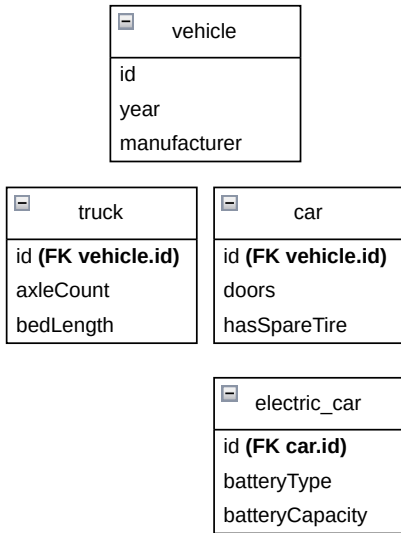 vehicle
id
year
manufacturer
truck
id (FK vehicle.id)
axleCount
bedLength
car
id (FK vehicle.id)
doors
hasSpareTire
electric_car
id (FK car.id)
batteryType
batteryCapacity